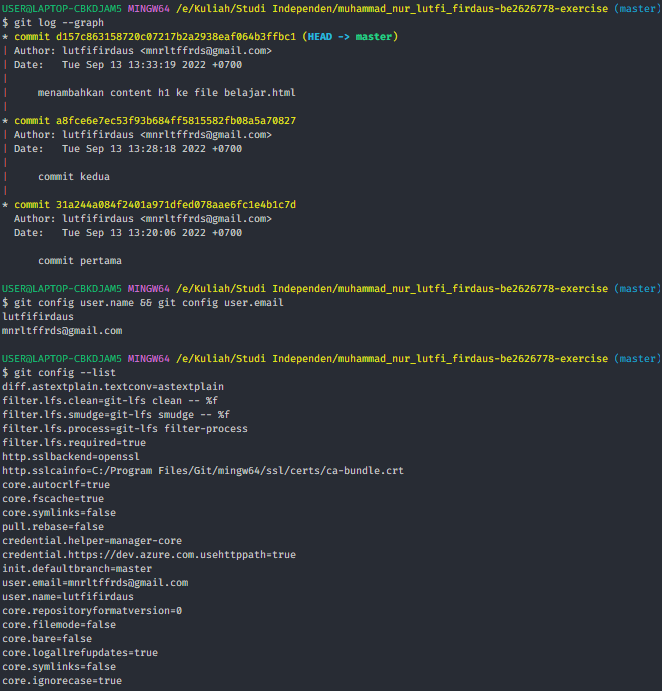 USER@LAPTOP-CBKDJAM5 MINGW64 /e/Kuliah/Studi Independen/muhammad_nur_lutfi_firdaus-be2626778-exercise (master)
$ git log --graph
* commit d157c863158720c07217b2a2938eaf064b3ffbc1 (HEAD -> master)
| Author: lutfifirdaus <mnrltffrds@gmail.com>
| Date:   Tue Sep 13 13:33:19 2022 +0700
|
|     menambahkan content h1 ke file belajar.html
|
* commit a8fce6e7ec53f93b684ff5815582fb08a5a70827
| Author: lutfifirdaus <mnrltffrds@gmail.com>
| Date:   Tue Sep 13 13:28:18 2022 +0700
|
|     commit kedua
|
* commit 31a244a084f2401a971dfed078aae6fc1e4b1c7d
  Author: lutfifirdaus <mnrltffrds@gmail.com>
  Date:   Tue Sep 13 13:20:06 2022 +0700

      commit pertama

USER@LAPTOP-CBKDJAM5 MINGW64 /e/Kuliah/Studi Independen/muhammad_nur_lutfi_firdaus-be2626778-exercise (master)
$ git config user.name && git config user.email
lutfifirdaus
mnrltffrds@gmail.com

USER@LAPTOP-CBKDJAM5 MINGW64 /e/Kuliah/Studi Independen/muhammad_nur_lutfi_firdaus-be2626778-exercise (master)
$ git config --list
diff.astextplain.textconv=astextplain
filter.lfs.clean=git-lfs clean -- %f
filter.lfs.smudge=git-lfs smudge -- %f
filter.lfs.process=git-lfs filter-process
filter.lfs.required=true
http.sslbackend=openssl
http.sslcainfo=C:/Program Files/Git/mingw64/ssl/certs/ca-bundle.crt
core.autocrlf=true
core.fscache=true
core.symlinks=false
pull.rebase=false
credential.helper=manager-core
credential.https://dev.azure.com.usehttppath=true
init.defaultbranch=master
user.email=mnrltffrds@gmail.com
user.name=lutfifirdaus
core.repositoryformatversion=0
core.filemode=false
core.bare=false
core.logallrefupdates=true
core.symlinks=false
core.ignorecase=true